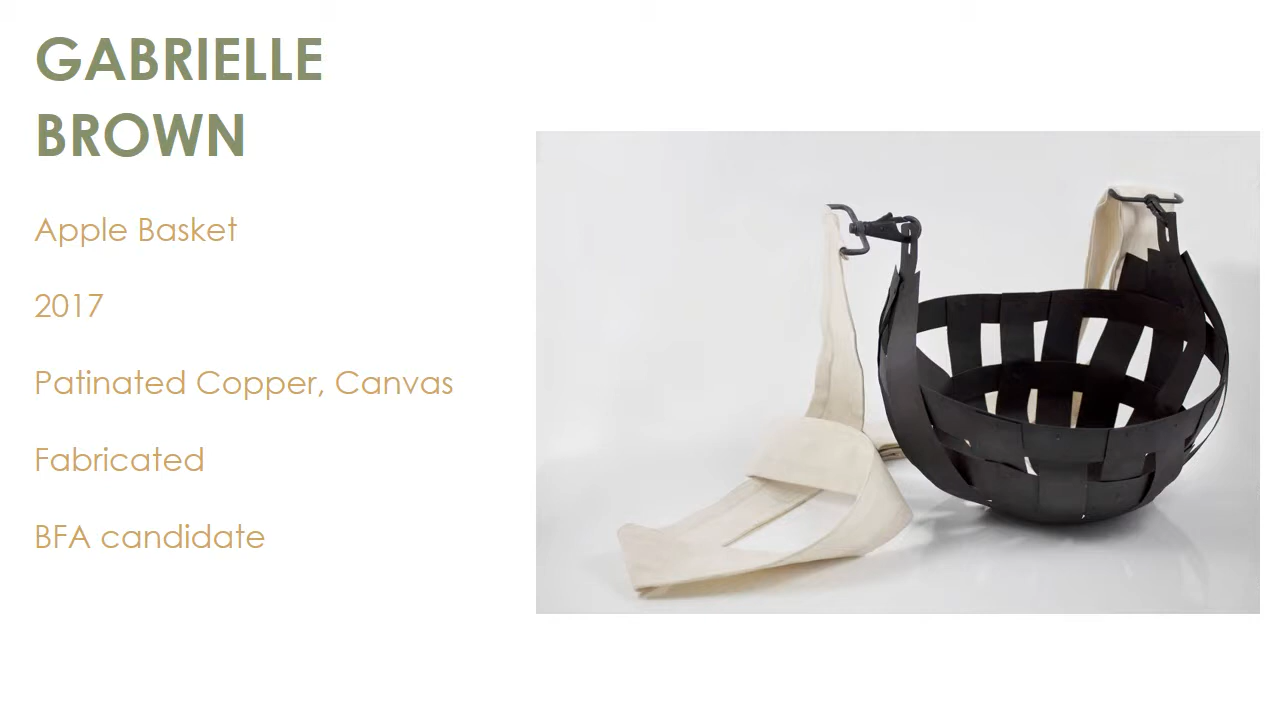 GABRIELLE
BROWN
Apple Basket
2017
Patinated Copper, Canvas
Fabricated
BFA candidate